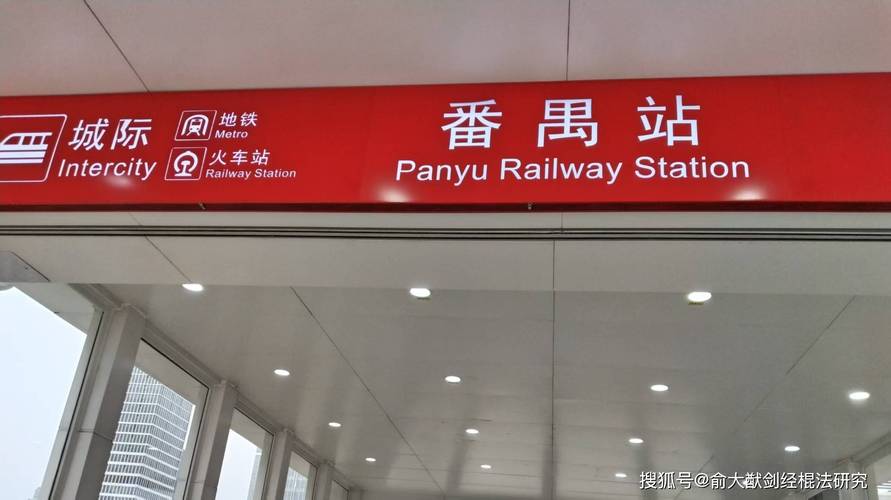 城际
Intercity
地铁
Metro
火车站
Railway Station
番禺站
Panyu Railway Station
搜狐号@俞大猷剑经棍法研究